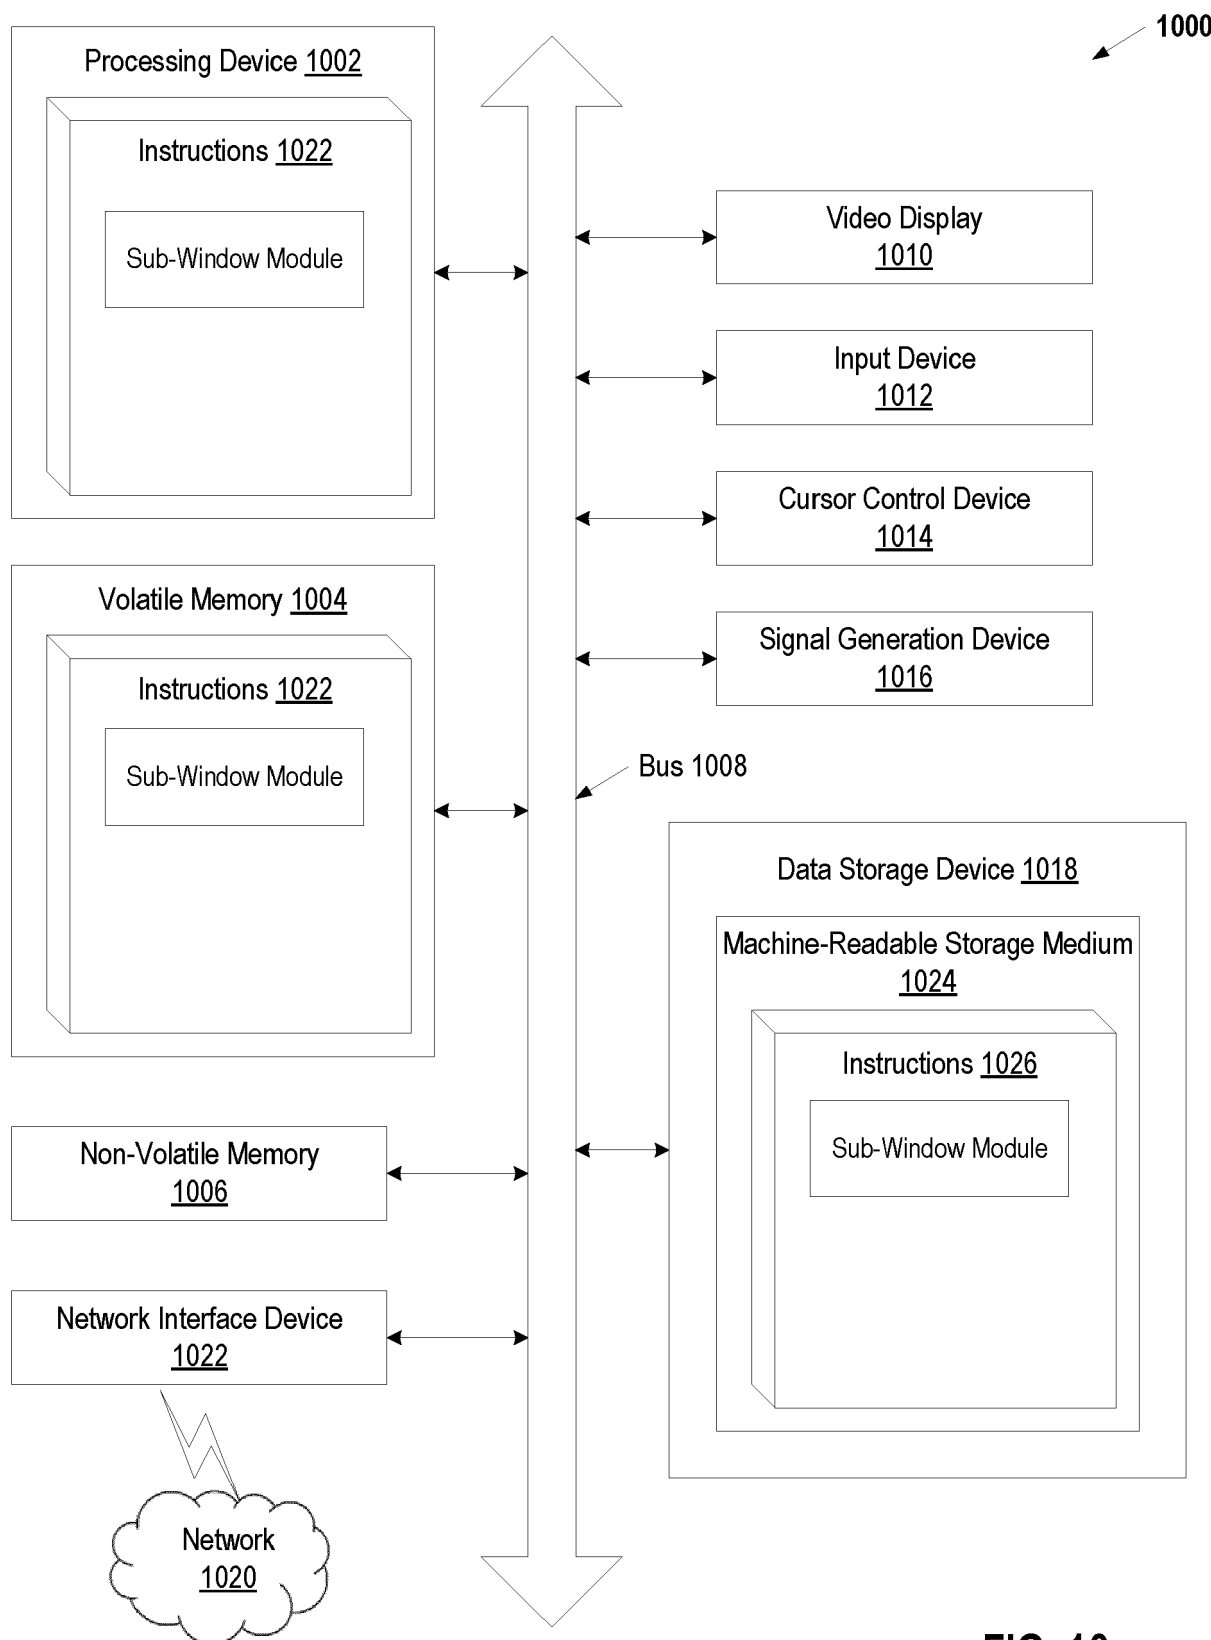 1000
Processing Device 1002
Instructions 1022
Sub-Window Module
Volatile Memory 1004
Instructions 1022
Sub-Window Module
Non-Volatile Memory
1006
Network Interface Device
1022
Network
1020
Video Display
1010
Input Device
1012
Cursor Control Device
1014
Signal Generation Device
1016
Bus 1008
Data Storage Device 1018
Machine-Readable Storage Medium
1024
Instructions 1026
Sub-Window Module
FIG. 10